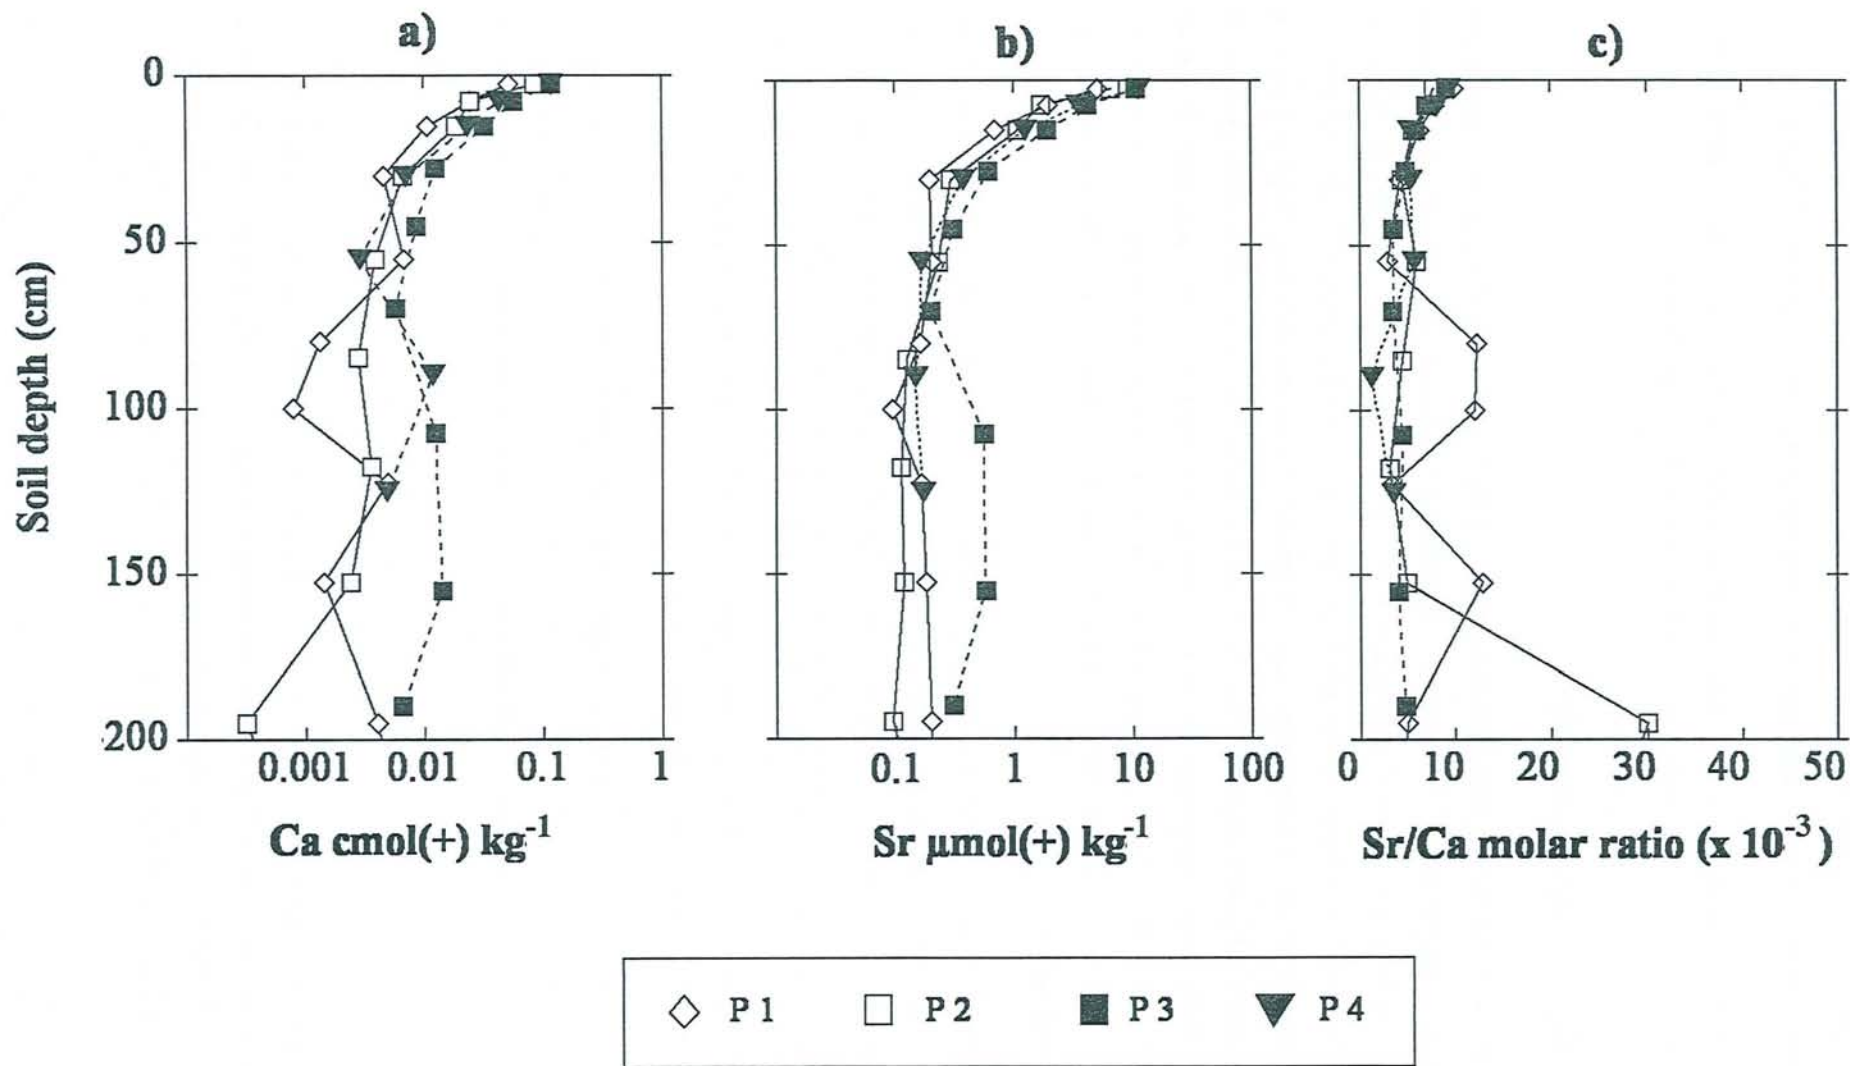 a) b) c)
0
50
100
150
200
Soil depth (cm)
0.001 0.01 0.1 1
0.1 1 10 100
0 10 20 30 40 50
Ca cmol(+) kg-1
Sr µmol(+) kg-1
Sr/Ca molar ratio (x 10-3)
P 1 P 2 P 3 P 4